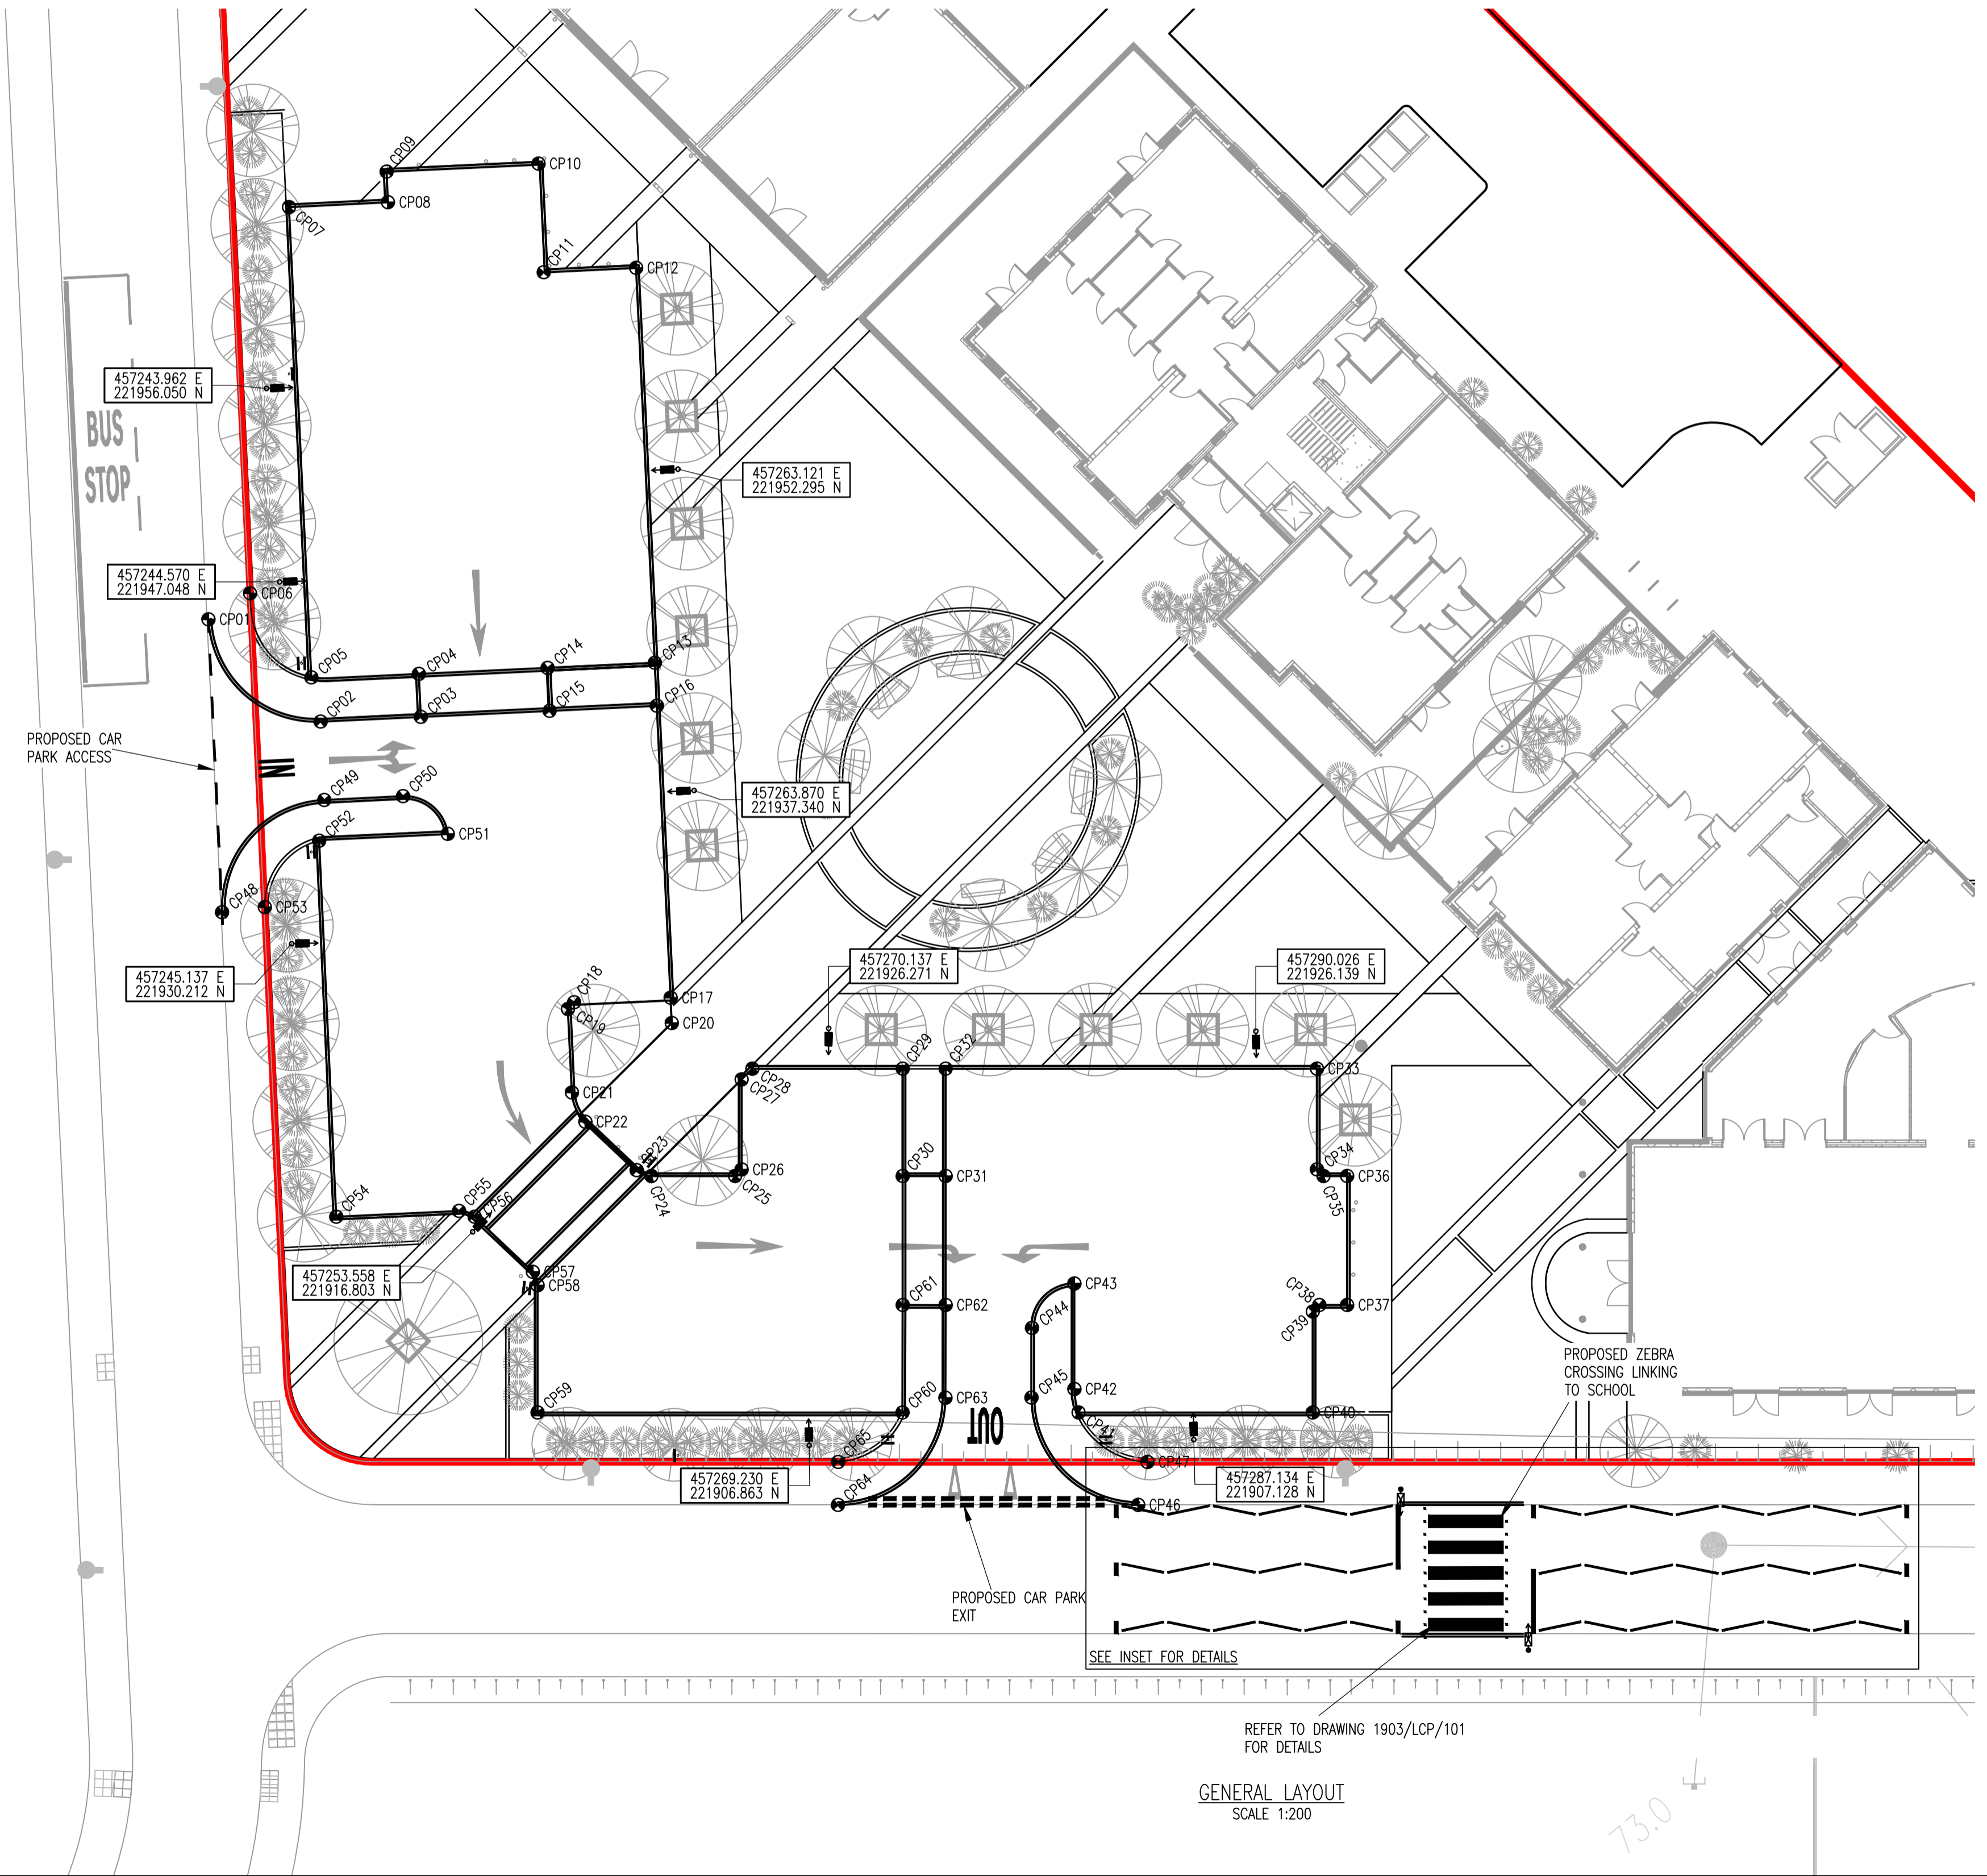 CP09
CP10
CP08
CP07
CP11
CP12
457243.962 E
221956.050 N
BUS
STOP
457263.121 E
221952.295 N
457244.570 E
221947.048 N
CP06
CP01
CP05
CP04
CP14
CP13
CP02
CP03
CP15
CP16
PROPOSED CAR
PARK ACCESS
IN
CP49
CP50
457263.870 E
221937.340 N
CP52
CP51
CP48
CP53
457245.137 E
221930.212 N
457270.137 E
221926.271 N
457290.026 E
221926.139 N
CP18
CP17
CP19
CP20
CP29
CP32
CP28
CP27
CP33
CP21
CP22
CP23
CP26
CP30
CP31
CP34
CP36
CP24
CP25
CP35
CP54
CP55
CP56
457253.558 E
221916.803 N
CP57
CP58
CP43
CP61
CP62
CP44
CP38
CP37
CP39
PROPOSED ZEBRA
CROSSING LINKING
TO SCHOOL
CP59
CP60
CP63
CP45
CP42
CP40
OUT
CP41
CP65
CP47
457269.230 E
221906.863 N
457287.134 E
221907.128 N
CP64
CP46
PROPOSED CAR PARK
EXIT
SEE INSET FOR DETAILS
REFER TO DRAWING 1903/LCP/101
FOR DETAILS
GENERAL LAYOUT
SCALE 1:200
73.0